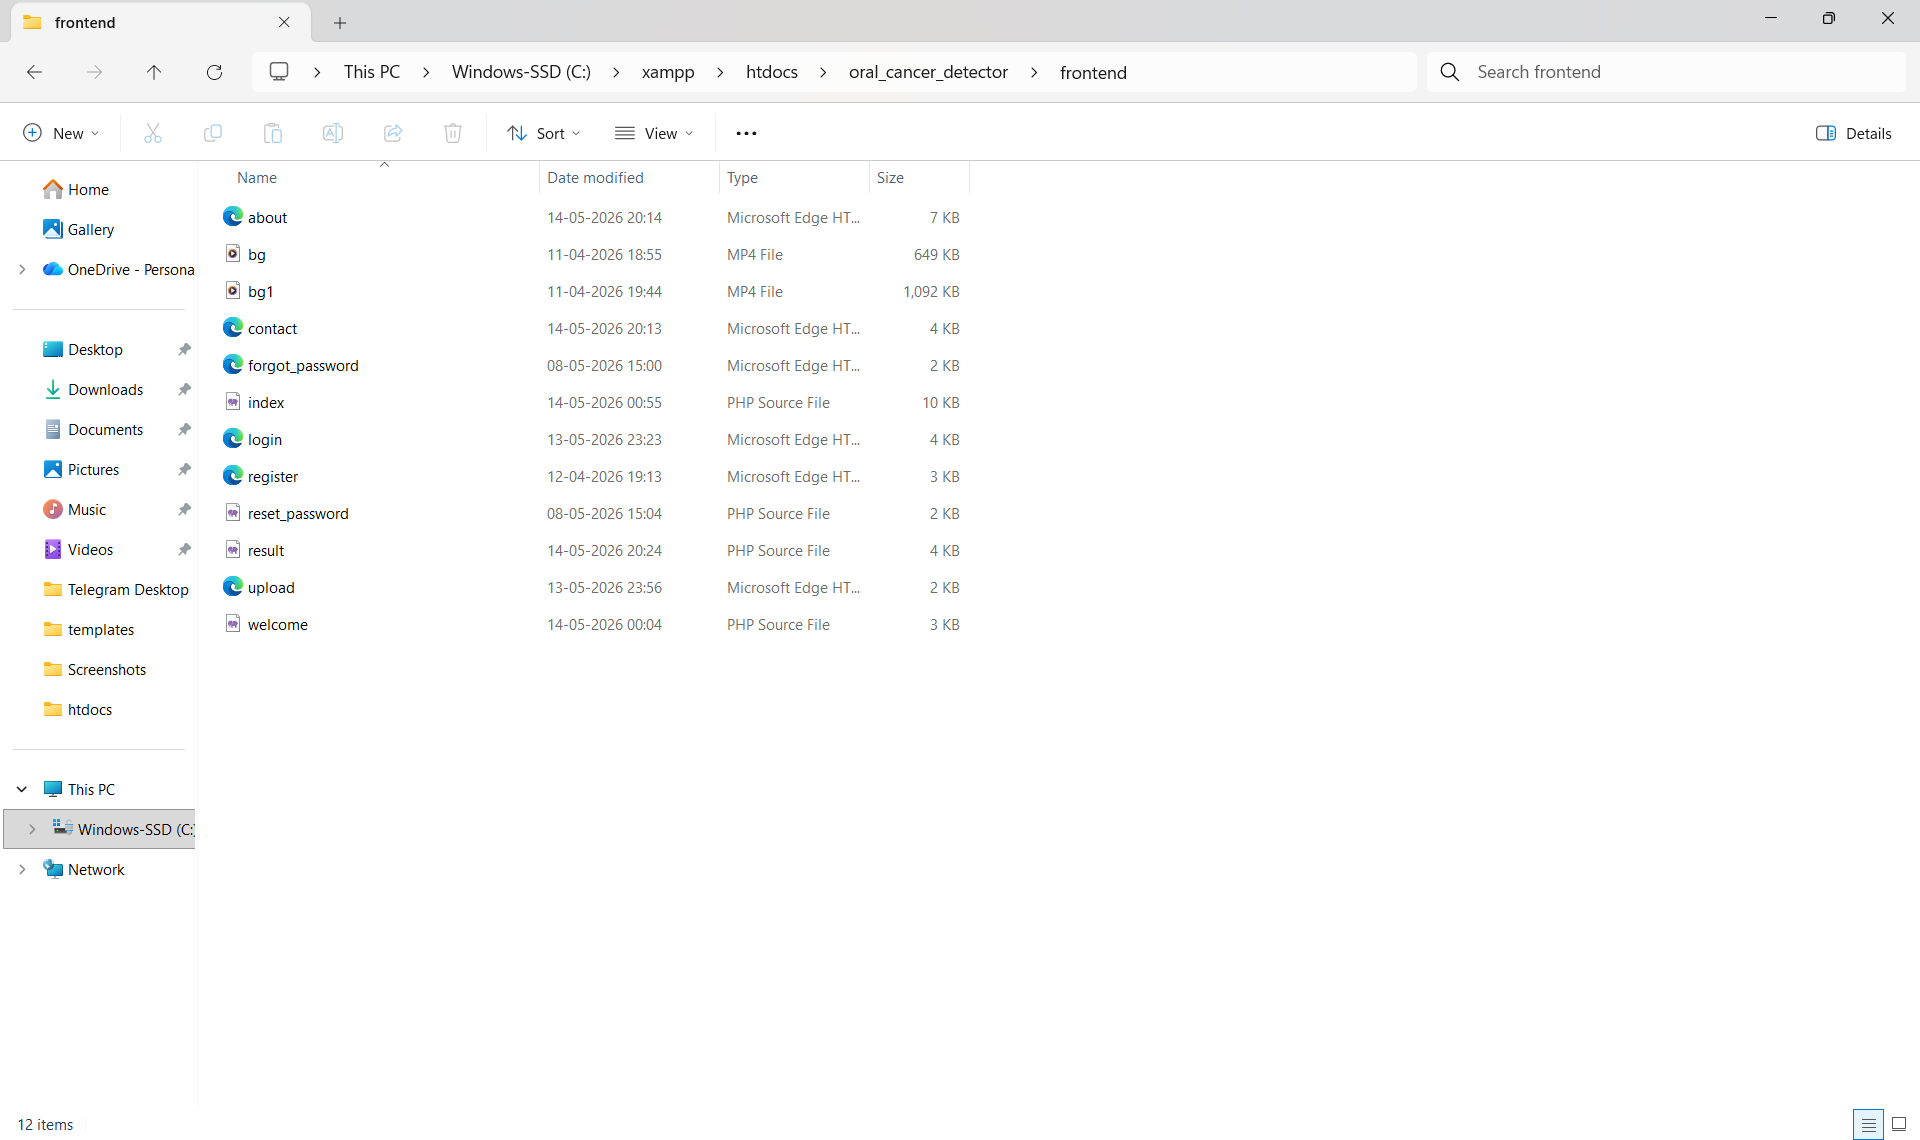 frontend
This PC > Windows-SSD (C:) > xampp > htdocs > oral_cancer_detector > frontend
Search frontend
New
Sort
View
Details
Name Date modified Type Size
about 14-05-2026 20:14 Microsoft Edge HT... 7 KB
bg 11-04-2026 18:55 MP4 File 649 KB
bg1 11-04-2026 19:44 MP4 File 1,092 KB
contact 14-05-2026 20:13 Microsoft Edge HT... 4 KB
forgot_password 08-05-2026 15:00 Microsoft Edge HT... 2 KB
index 14-05-2026 00:55 PHP Source File 10 KB
login 13-05-2026 23:23 Microsoft Edge HT... 4 KB
register 12-04-2026 19:13 Microsoft Edge HT... 3 KB
reset_password 08-05-2026 15:04 PHP Source File 2 KB
result 14-05-2026 20:24 PHP Source File 4 KB
upload 13-05-2026 23:56 Microsoft Edge HT... 2 KB
welcome 14-05-2026 00:04 PHP Source File 3 KB
Home
Gallery
OneDrive - Persona
Desktop
Downloads
Documents
Pictures
Music
Videos
Telegram Desktop
templates
Screenshots
htdocs
This PC
Windows-SSD (C:
Network
12 items